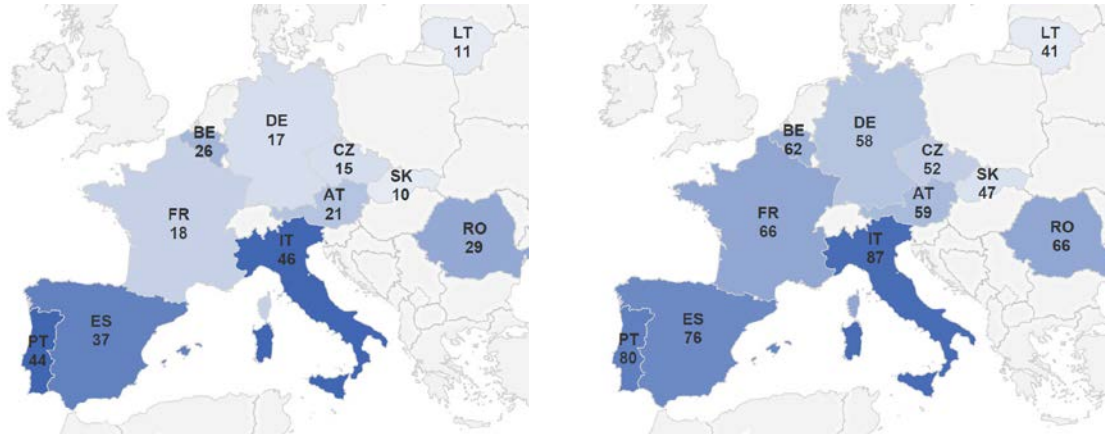 LT
11
DE
17
BE
26
CZ
15
SK
10
AT
21
FR
18
RO
29
IT
46
ES
37
PT
44
LT
41
DE
58
BE
62
CZ
52
SK
47
AT
59
FR
66
RO
66
IT
87
ES
76
PT
80